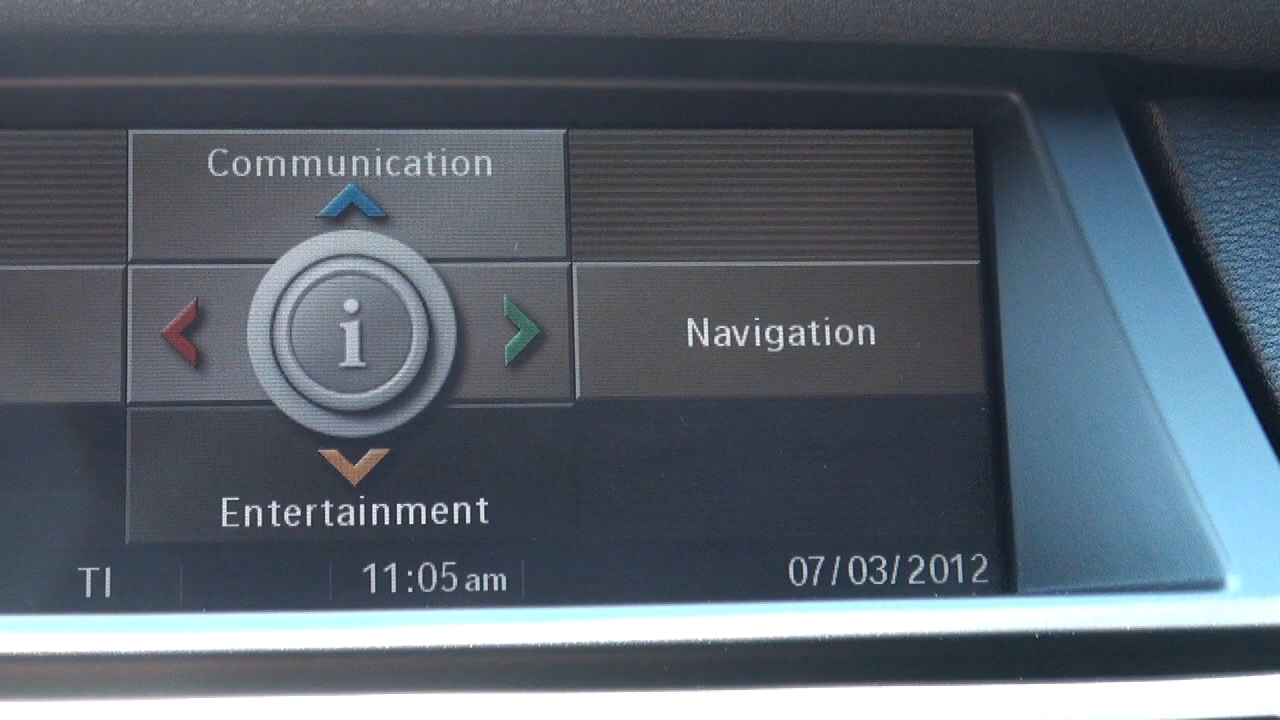 Communication
i
Navigation
Entertainment
TI
11:05 am
07/03/2012